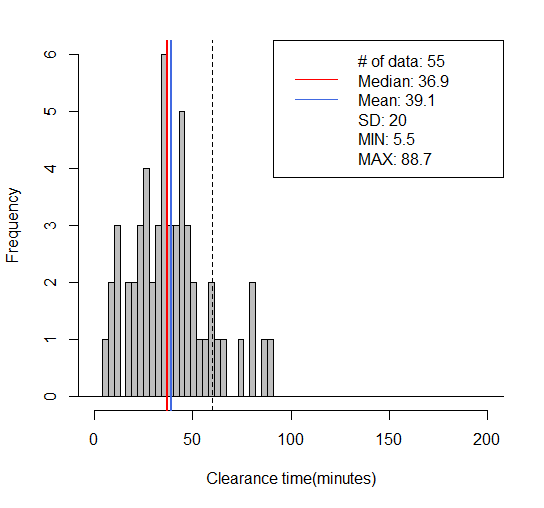 # of data: 55
Median: 36.9
Mean: 39.1
SD: 20
MIN: 5.5
MAX: 88.7
6
5
4
3
2
1
0
Frequency
0 50 100 150 200
Clearance time(minutes)